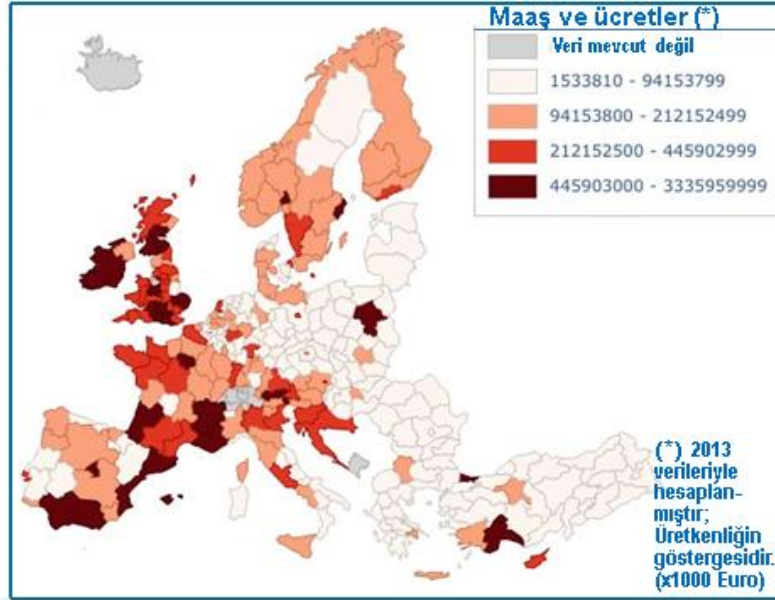 Maaş ve ücretler (*)
Veri mevcut değil
1533810 - 94153799
94153800 - 212152499
212152500 - 445902999
445903000 - 3335959999
(*) 2013
verileriyle
hesaplan-
mıştır;
Üretkenliğin
göstergesidir.
(x1000 Euro)